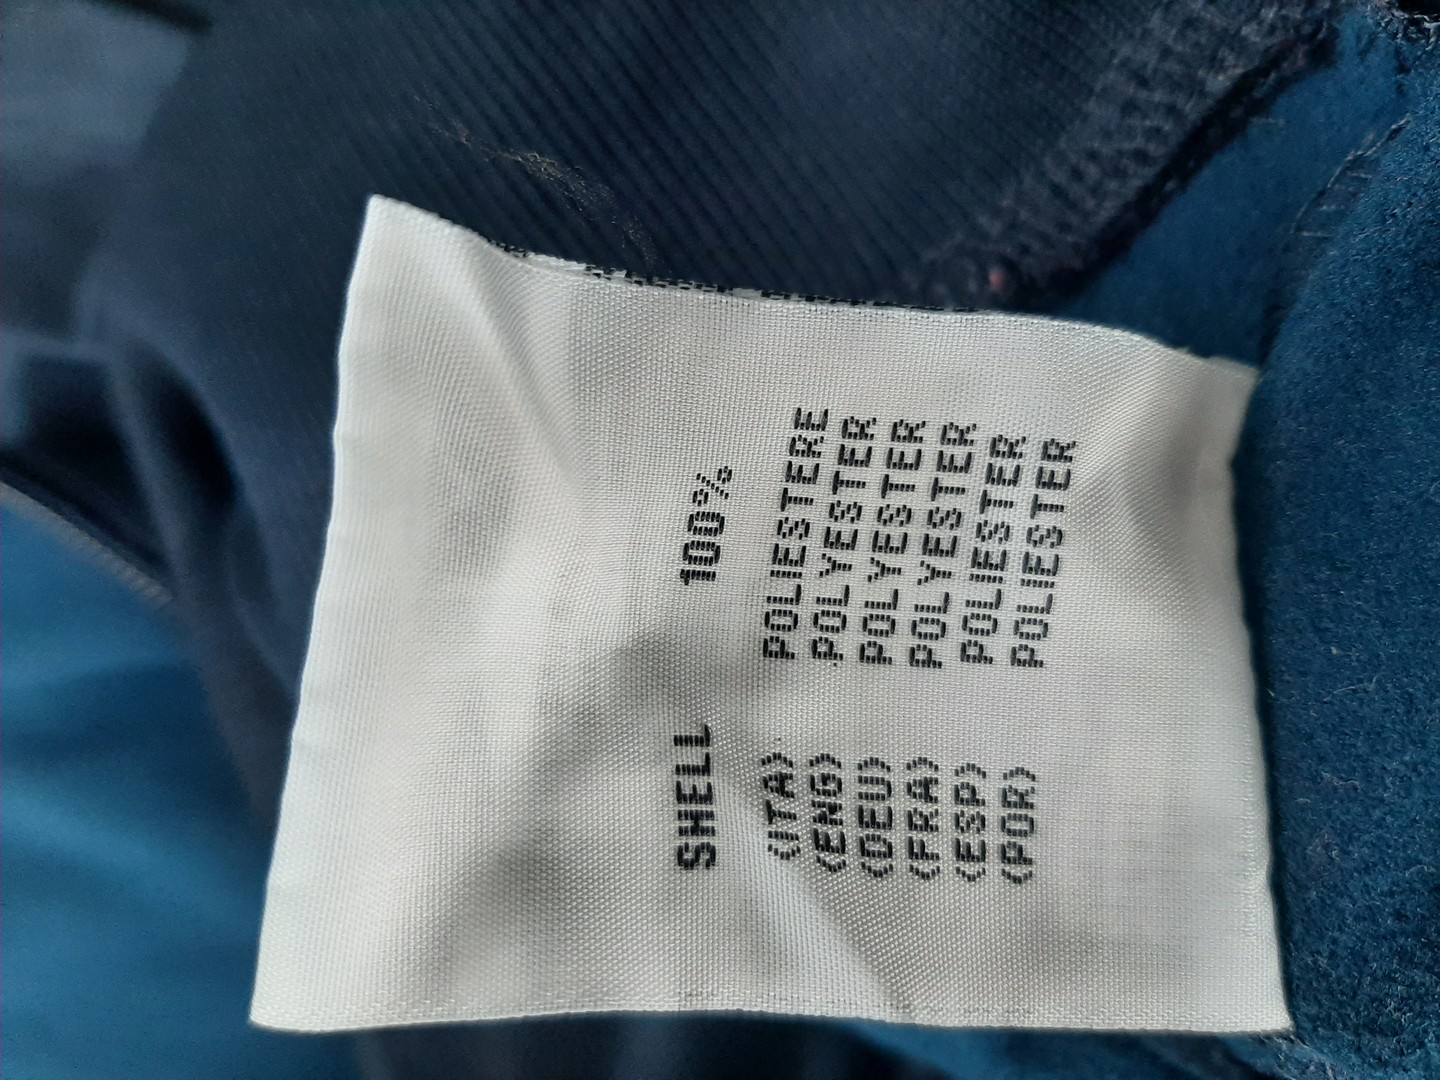 SHELL 100%
(ITA) POLIESTERE
(ENG) POLYESTER
(DEU) POLYESTER
(FRA) POLYESTER
(ESP) POLIESTER
(POR) POLIESTER